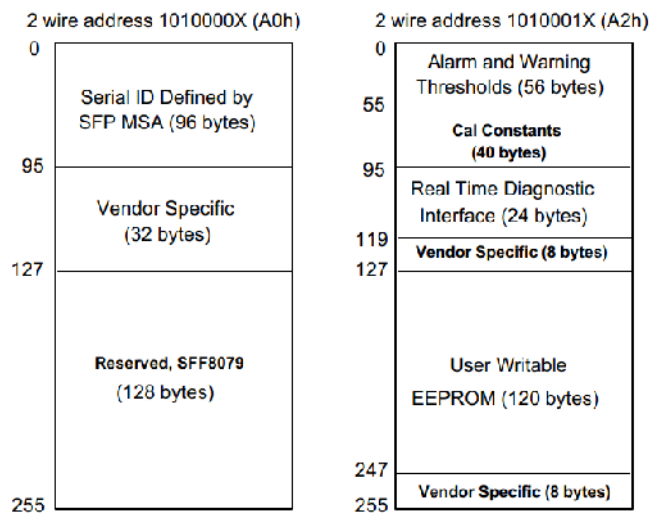 2 wire address 1010000X (A0h)
0
Serial ID Defined by
SFP MSA (96 bytes)
95
Vendor Specific
(32 bytes)
127
Reserved, SFF8079
(128 bytes)
255
2 wire address 1010001X (A2h)
0
Alarm and Warning
Thresholds (56 bytes)
55
Cal Constants
(40 bytes)
95
Real Time Diagnostic
Interface (24 bytes)
119
Vendor Specific (8 bytes)
127
User Writable
EEPROM (120 bytes)
247
Vendor Specific (8 bytes)
255